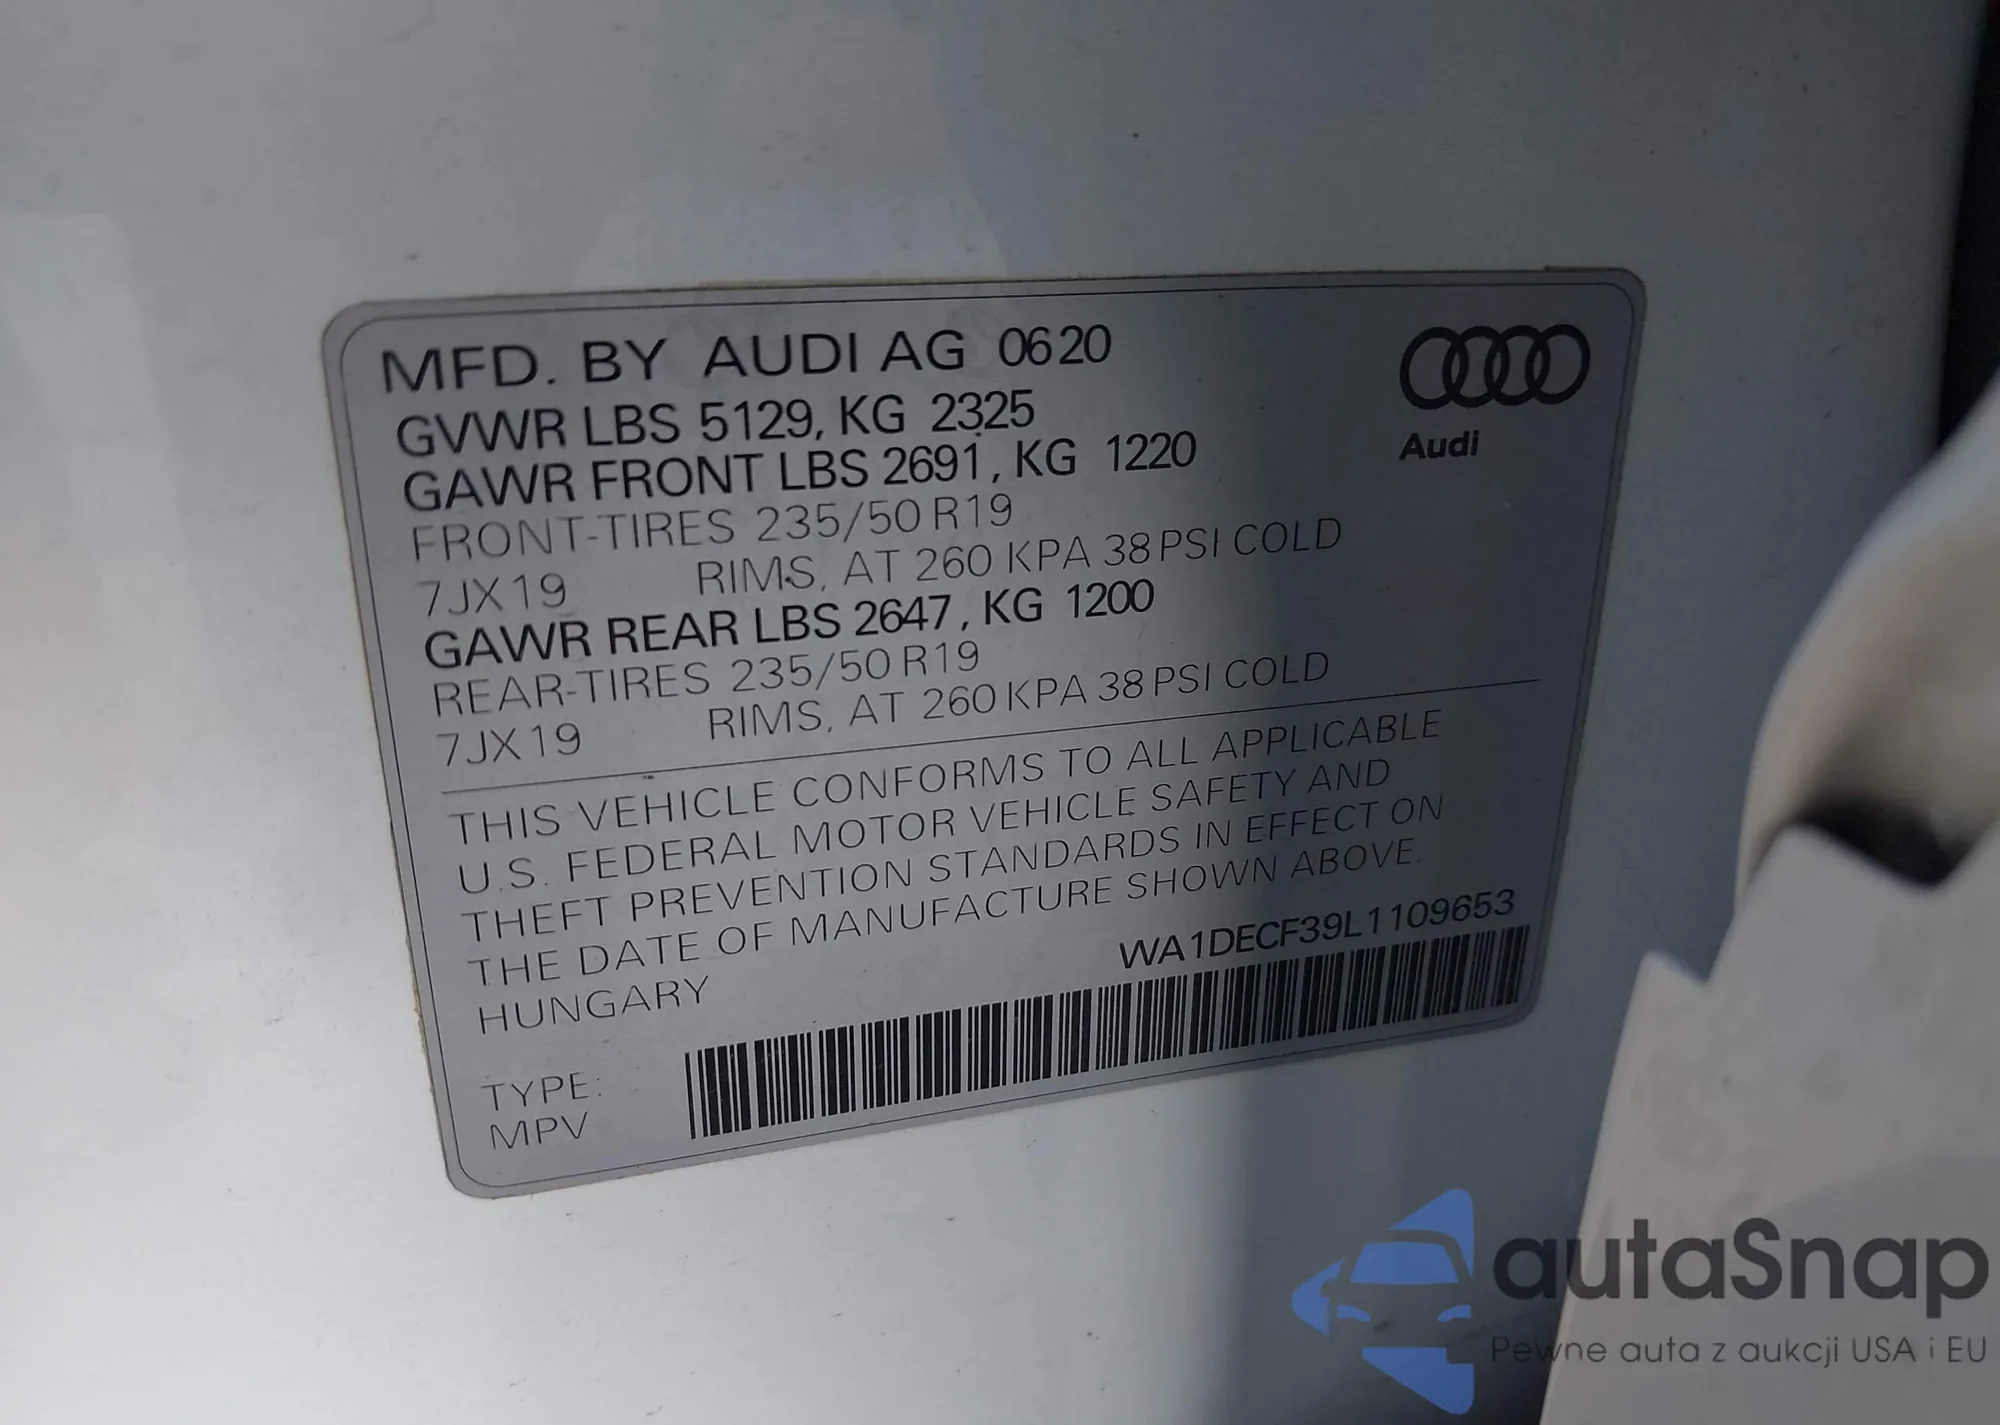 MFD. BY AUDI AG 0620
GVWR LBS 5129, KG 2325
GAWR FRONT LBS 2691, KG 1220
FRONT-TIRES 235/50 R19
7JX19 RIMS, AT 260 KPA 38 PSI COLD
GAWR REAR LBS 2647, KG 1200
REAR-TIRES 235/50 R19
7JX19 RIMS, AT 260 KPA 38 PSI COLD
Audi
THIS VEHICLE CONFORMS TO ALL APPLICABLE
U.S. FEDERAL MOTOR VEHICLE SAFETY AND
THEFT PREVENTION STANDARDS IN EFFECT ON
THE DATE OF MANUFACTURE SHOWN ABOVE.
HUNGARY
WA1DECF39L1109653
TYPE:
MPV
autaSnap
Pewne auta z aukcji USA i EU